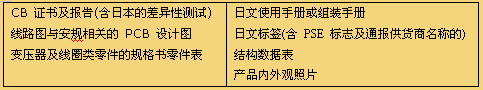 CB 证书及报告(含日本的差异性测试)
线路图与安规相关的 PCB 设计图
变压器及线圈类零件的规格书零件表
日文使用手册或组装手册
日文标签(含 PSE 标志及通报供货商名称的)
结构数据表
产品内外观照片